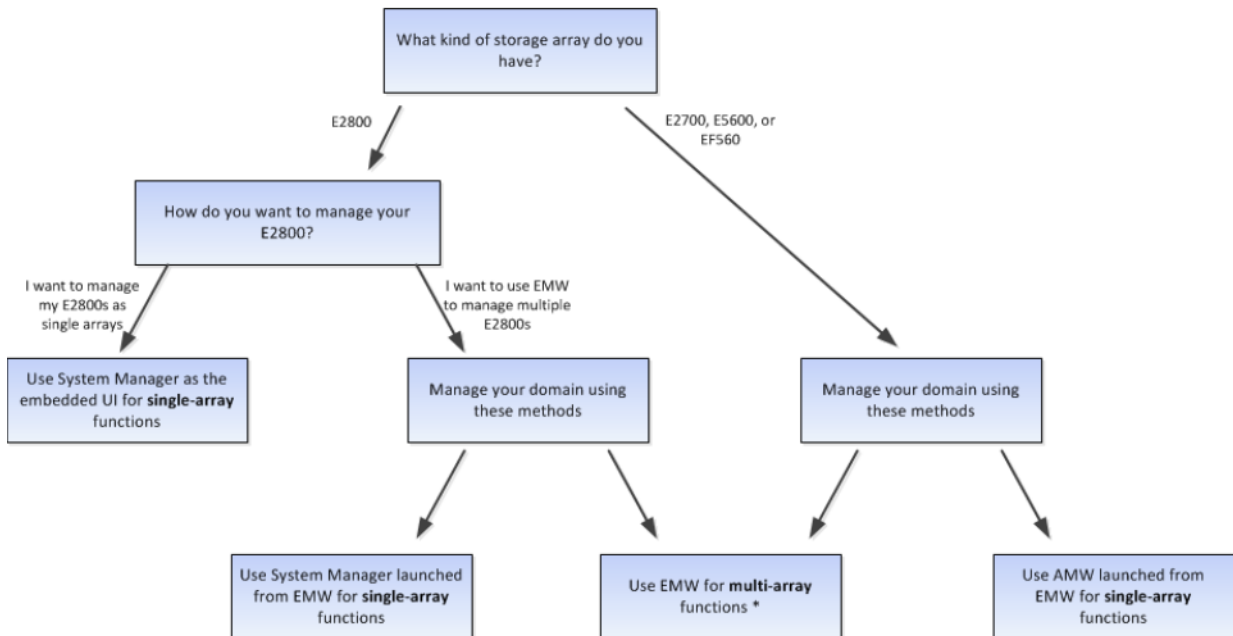 What kind of storage array do you
have?
E2800
E2700, E5600, or
EF560
How do you want to manage your
E2800?
I want to manage
my E2800s as
single arrays
I want to use EMW
to manage multiple
E2800s
Use System Manager as the
embedded UI for single-array
functions
Manage your domain using
these methods
Manage your domain using
these methods
Use System Manager launched
from EMW for single-array
functions
Use EMW for multi-array
functions *
Use AMW launched from
EMW for single-array
functions